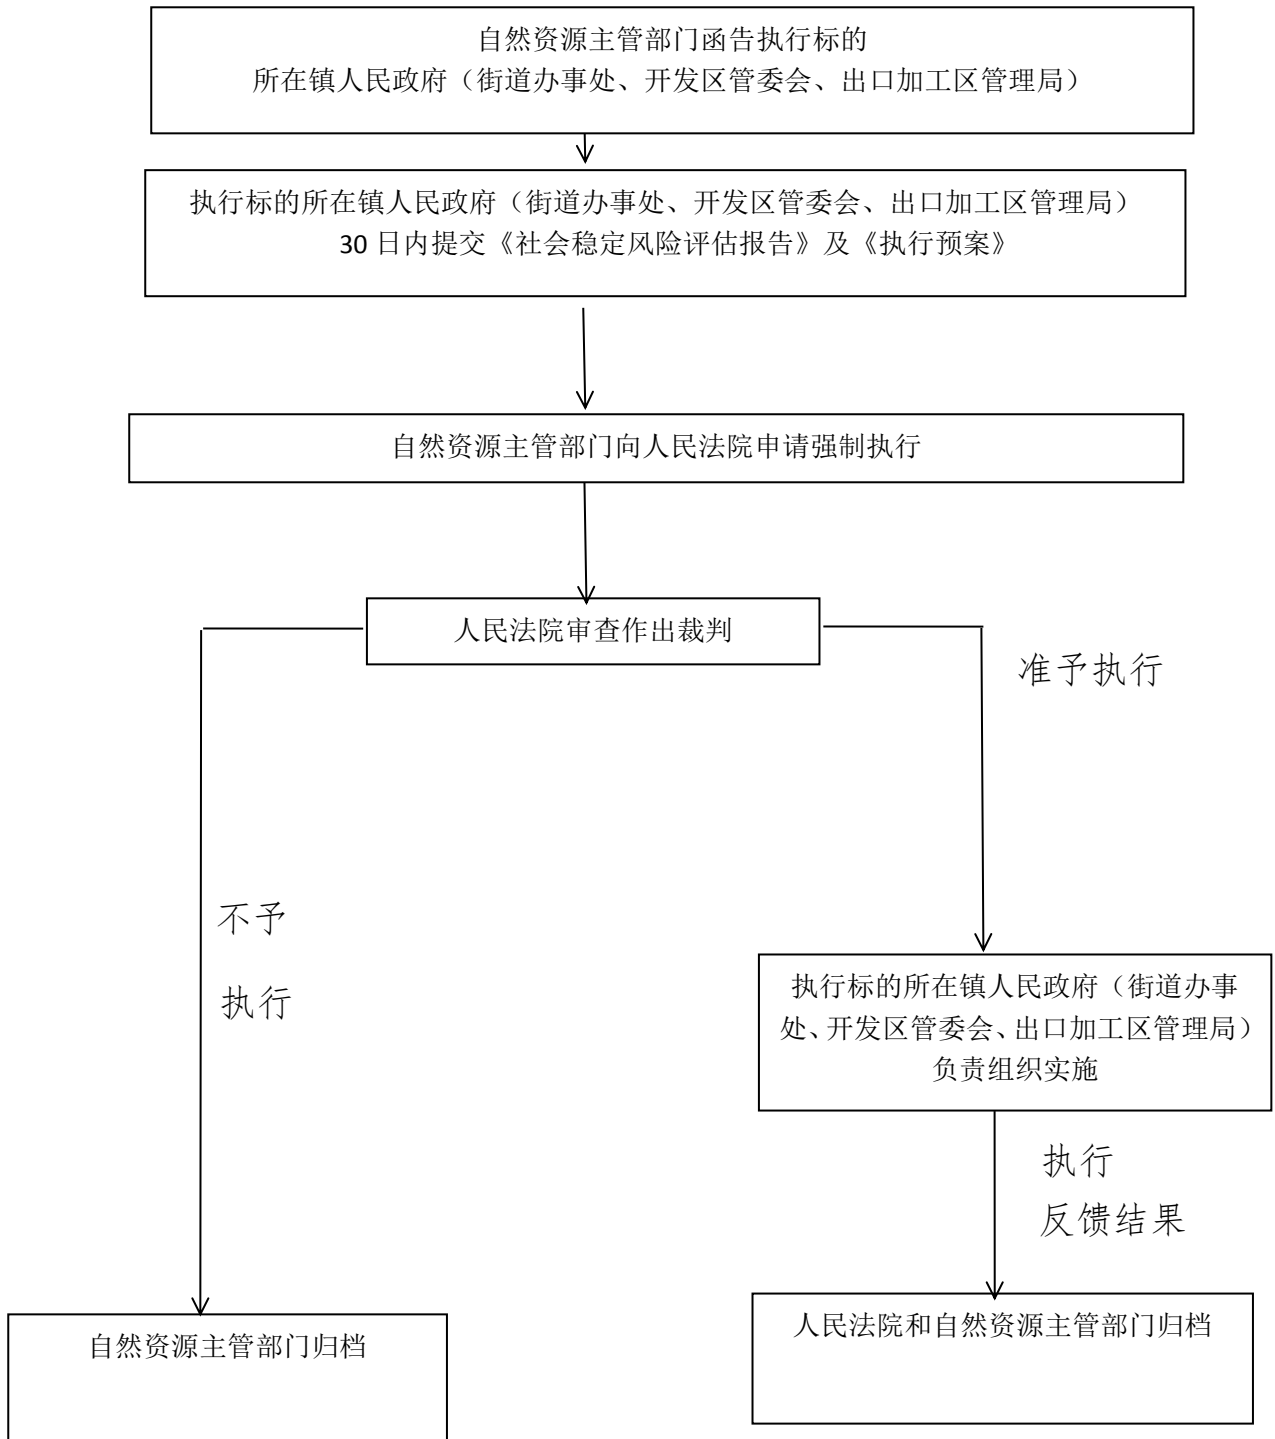 自然资源主管部门函告执行标的
所在镇人民政府（街道办事处、开发区管委会、出口加工区管理局）
执行标的所在镇人民政府（街道办事处、开发区管委会、出口加工区管理局）
30 日内提交《社会稳定风险评估报告》及《执行预案》
自然资源主管部门向人民法院申请强制执行
人民法院审查作出裁判
准予执行
不予
执行
执行标的所在镇人民政府（街道办事
处、开发区管委会、出口加工区管理局）
负责组织实施
执行
反馈结果
人民法院和自然资源主管部门归档
自然资源主管部门归档